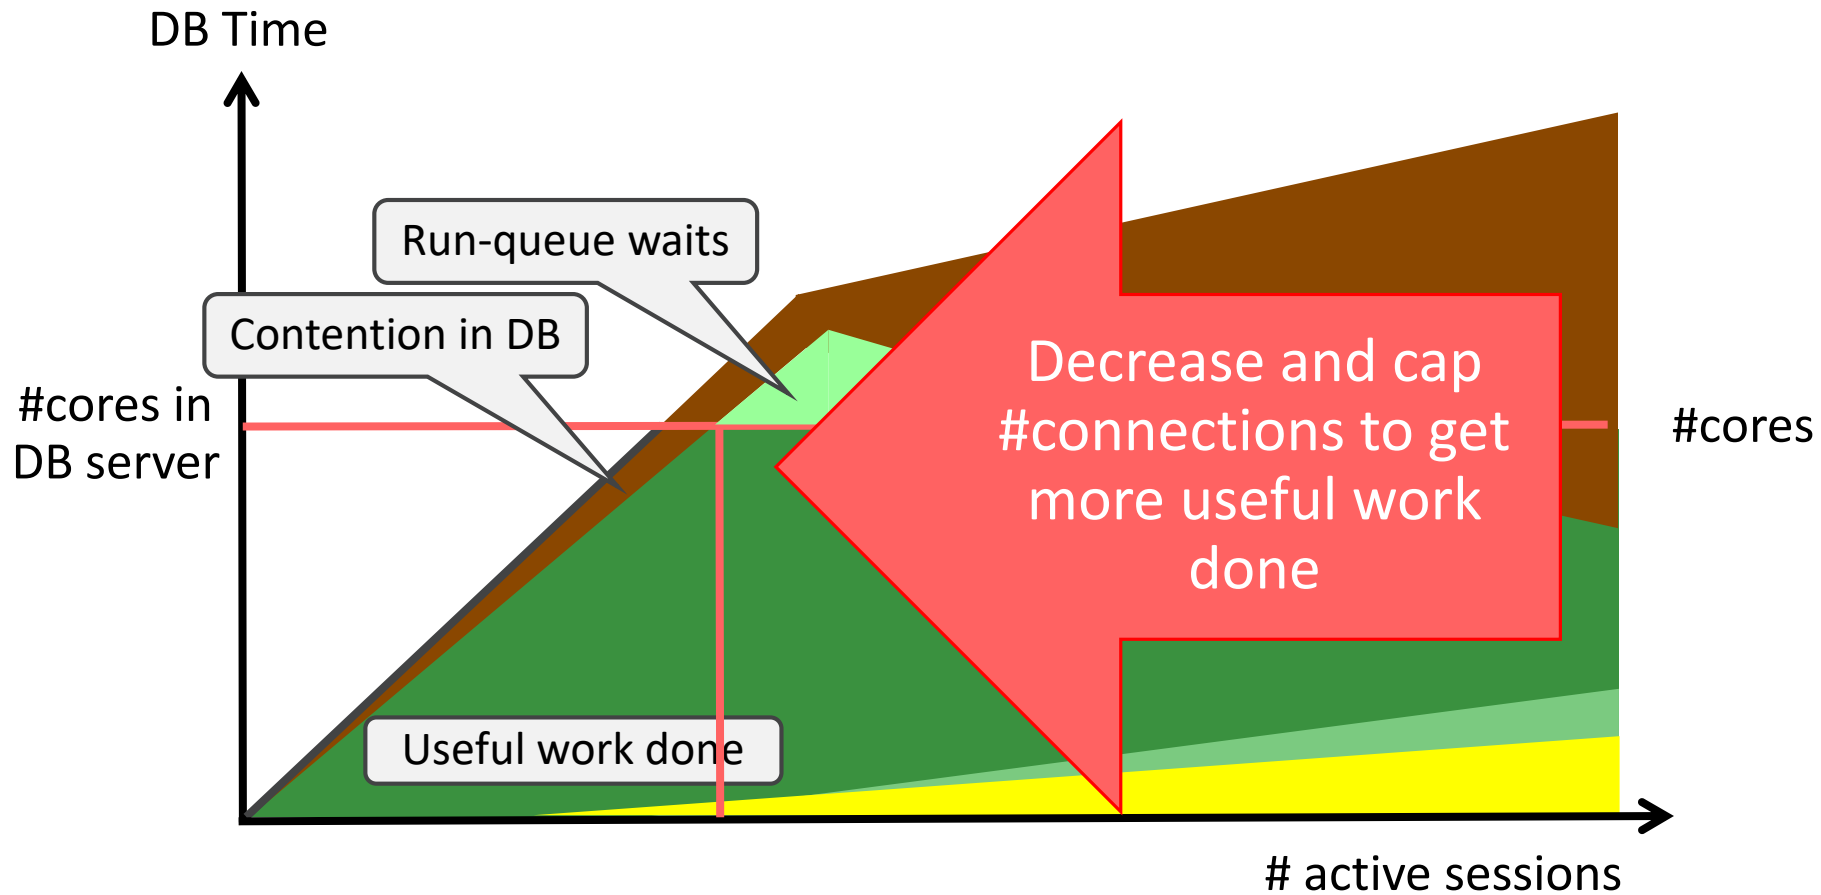 DB Time
Run-queue waits
Contention in DB
#cores in
DB server
Decrease and cap
#connections to get
more useful work
done
#cores
Useful work done
# active sessions